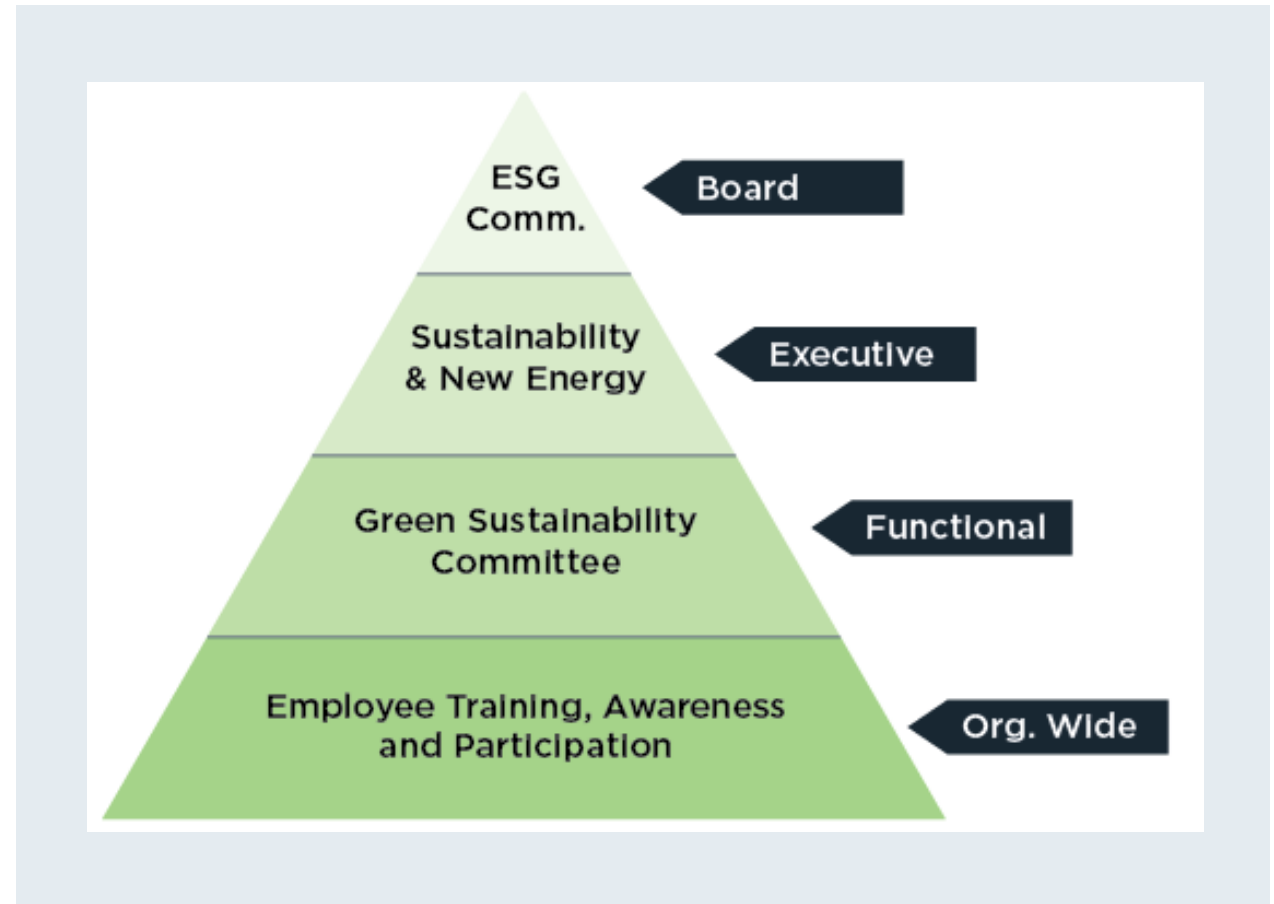 ESG
Comm.
Board
Sustainability
& New Energy
Executive
Green Sustainability
Committee
Functional
Employee Training, Awareness
and Participation
Org. Wide